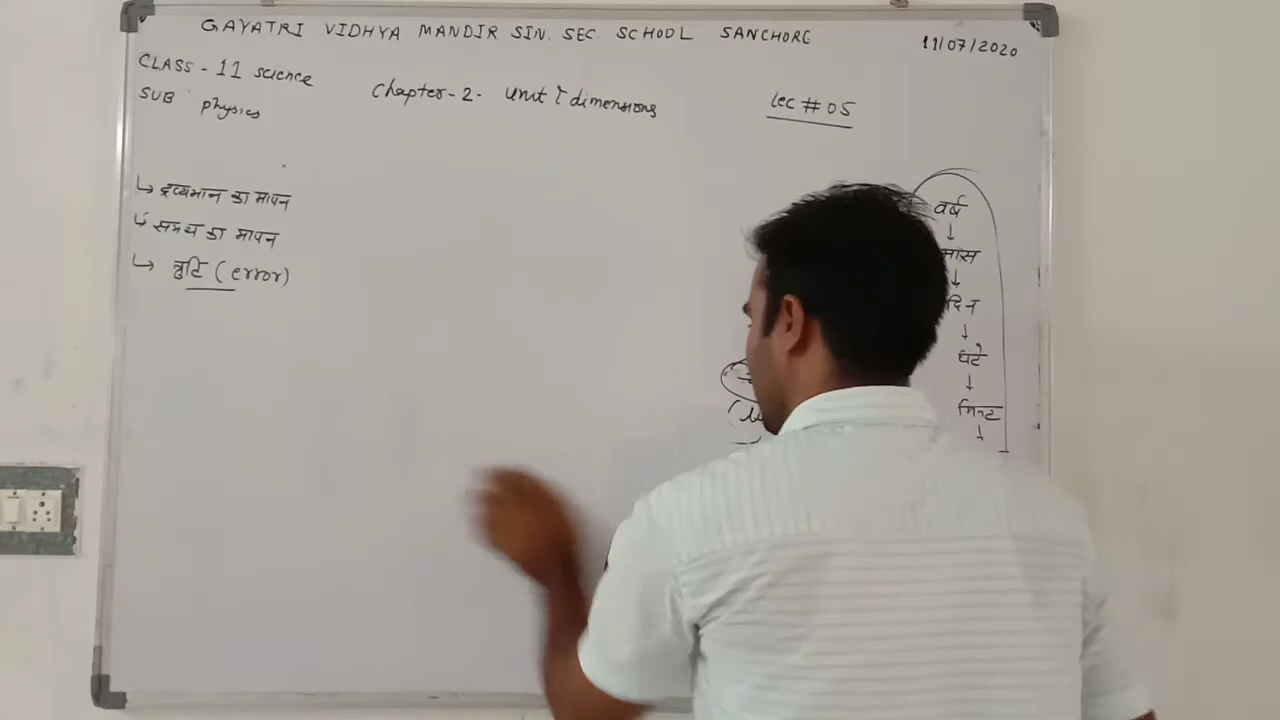 GAYATRI VIDHYA MANDIR SIN. SEC. SCHOOL SANCHORE
11/07/2020
CLASS - 11 science
SUB physics
Chapter-2- unit & dimensions
Lec # 05
↳ द्रव्यमान का मापन
↳ समय का मापन
↳ त्रुटि (error)
वर्ष
↓
मास
↓
दिन
↓
घंटे
↓
मिनट
↓